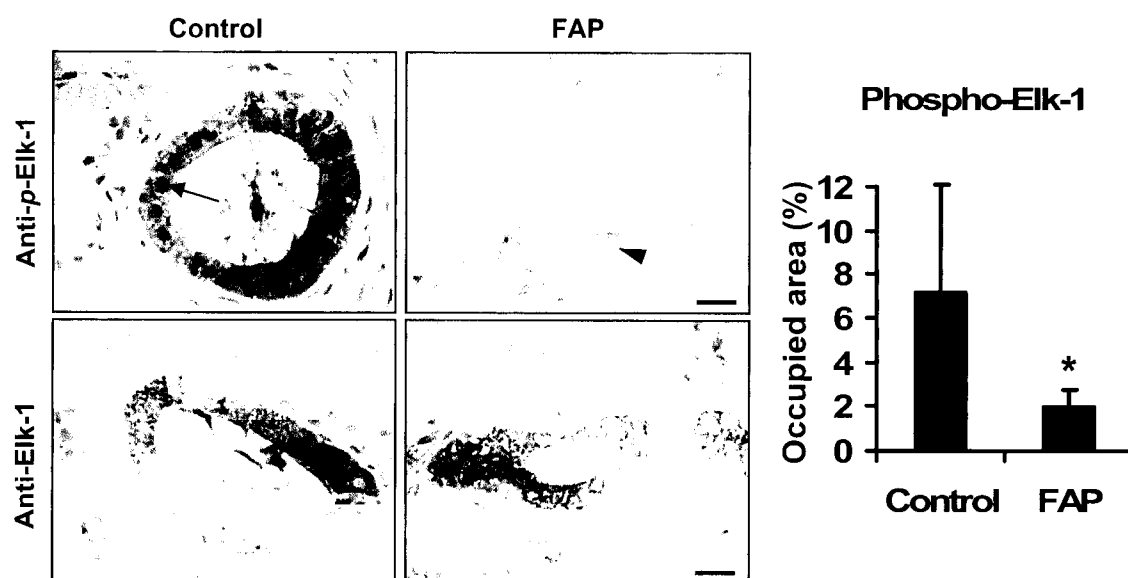 Control
FAP
Anti-p-Elk-1
Anti-Elk-1
Phospho-Elk-1
Occupied area (%)
12
10
8
6
4
2
0
*
Control
FAP